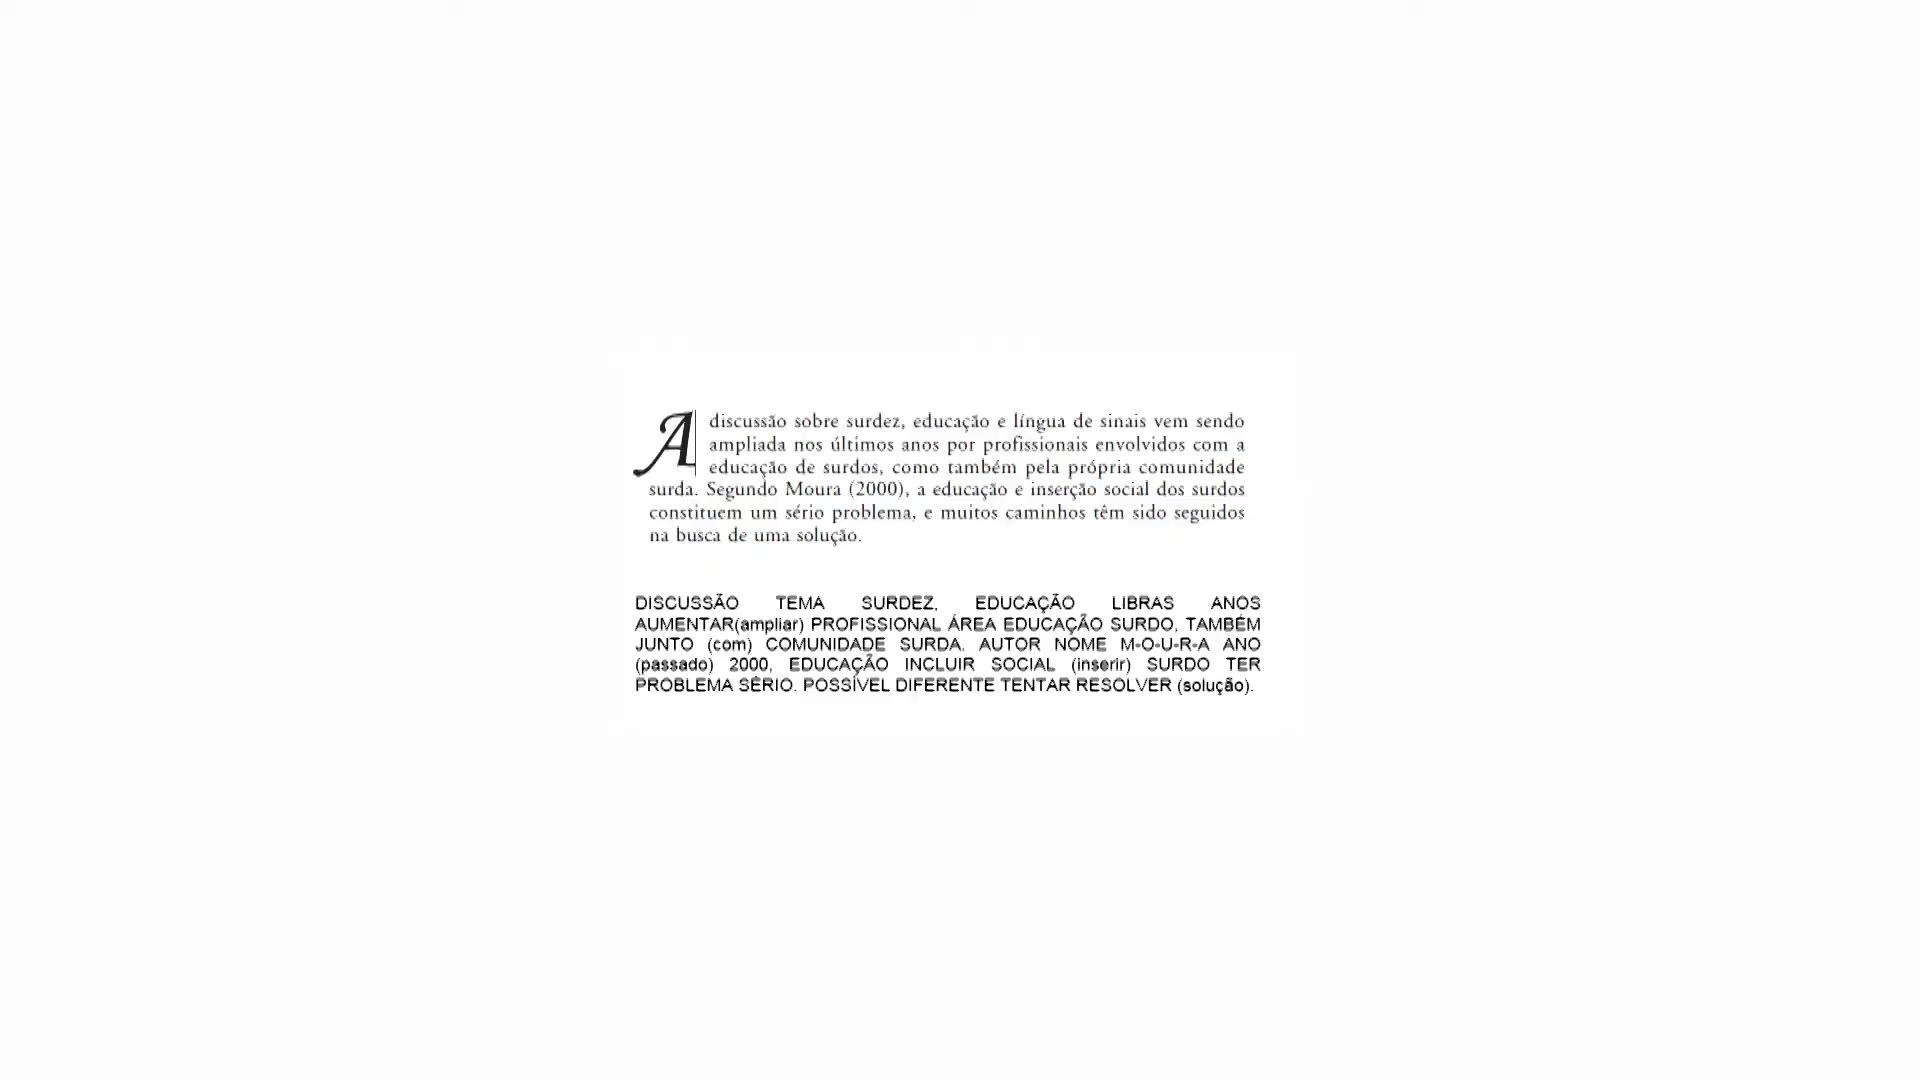 A discussão sobre surdez, educação e língua de sinais vem sendo
ampliada nos últimos anos por profissionais envolvidos com a
educação de surdos, como também pela própria comunidade
surda. Segundo Moura (2000), a educação e inserção social dos surdos
constituem um sério problema, e muitos caminhos têm sido seguidos
na busca de uma solução.
DISCUSSÃO TEMA SURDEZ, EDUCAÇÃO LIBRAS ANOS
AUMENTAR(ampliar) PROFISSIONAL ÁREA EDUCAÇÃO SURDO, TAMBÉM
JUNTO (com) COMUNIDADE SURDA. AUTOR NOME M-O-U-R-A ANO
(passado) 2000, EDUCAÇÃO INCLUIR SOCIAL (inserir) SURDO TER
PROBLEMA SÉRIO. POSSÍVEL DIFERENTE TENTAR RESOLVER (solução).